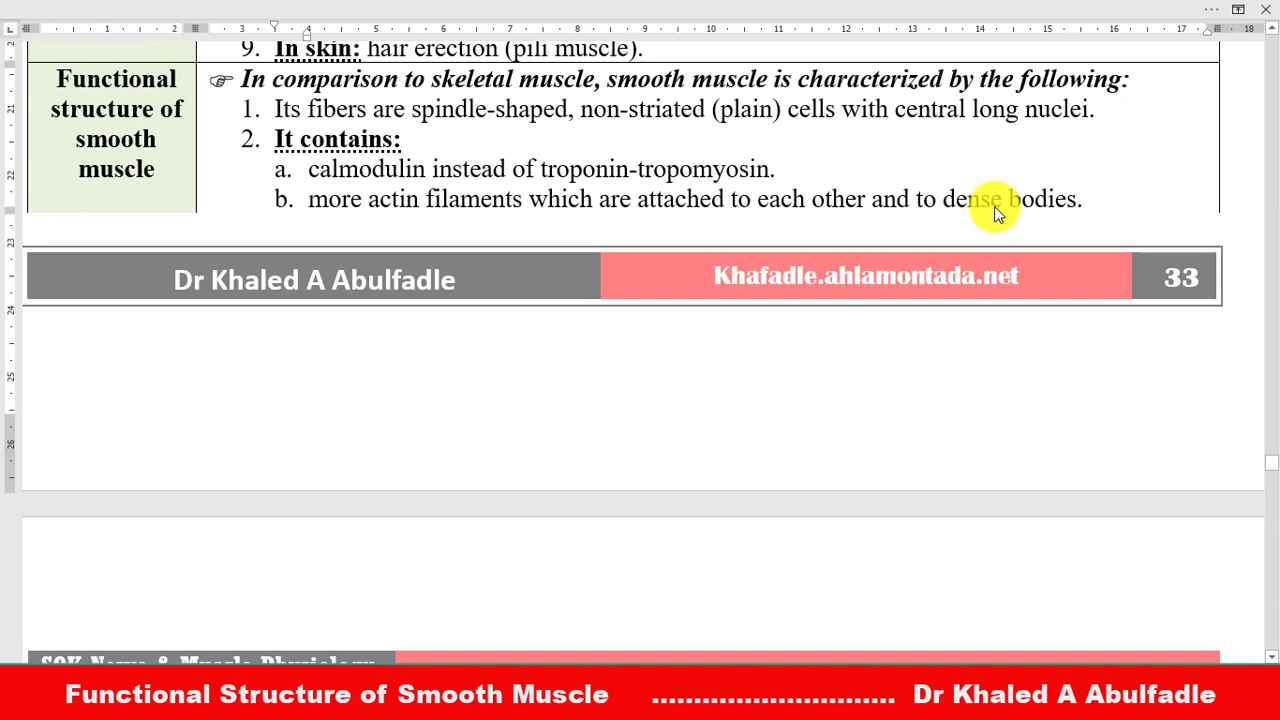 9. In skin: hair erection (pili muscle).
Functional structure of smooth muscle
☞ In comparison to skeletal muscle, smooth muscle is characterized by the following:
1. Its fibers are spindle-shaped, non-striated (plain) cells with central long nuclei.
2. It contains:
a. calmodulin instead of troponin-tropomyosin.
b. more actin filaments which are attached to each other and to dense bodies.
Dr Khaled A Abulfadle Khafadle.ahlamontada.net 33
Nerve & Muscle Physiology
Functional Structure of Smooth Muscle ............................ Dr Khaled A Abulfadle